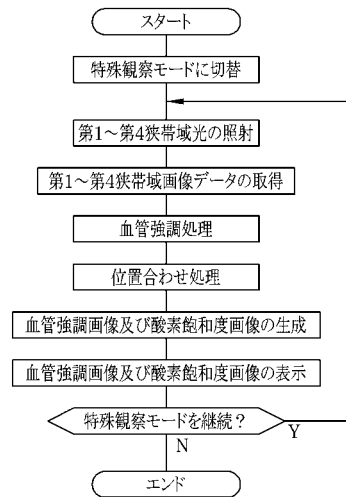 スタート
特殊観察モードに切替
第1～第4狭帯域光の照射
第1～第4狭帯域画像データの取得
血管強調処理
位置合わせ処理
血管強調画像及び酸素飽和度画像の生成
血管強調画像及び酸素飽和度画像の表示
特殊観察モードを継続？
Y
N
エンド